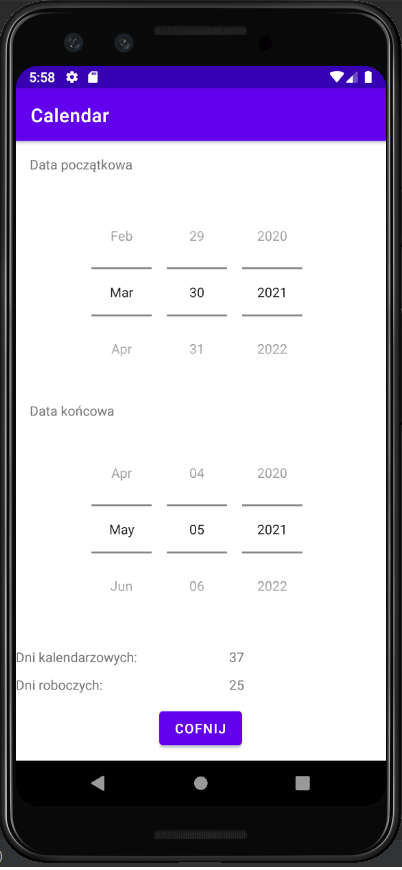 5:58
Calendar
Data początkowa
Feb 29 2020
Mar 30 2021
Apr 31 2022
Data końcowa
Apr 04 2020
May 05 2021
Jun 06 2022
Dni kalendarzowych: 37
Dni roboczych: 25
COFNIJ